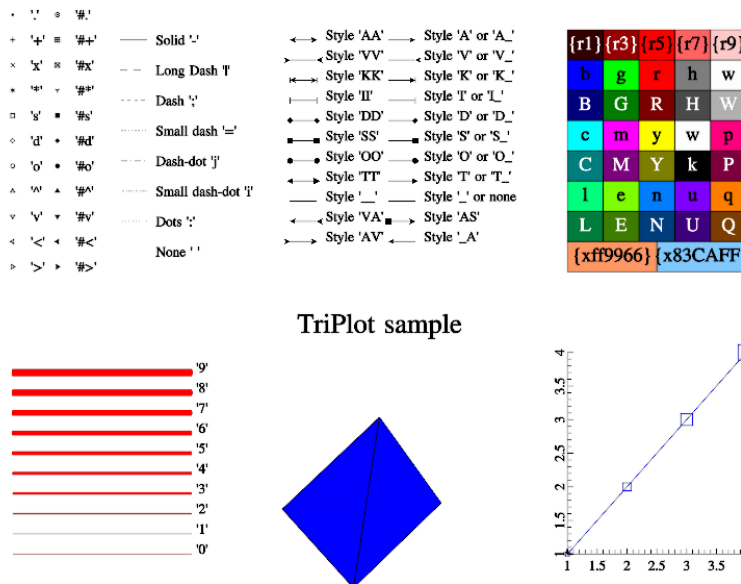 '.' '#.'
'+' '#+'
'x' '#x'
'*' '#*'
's' '#s'
'd' '#d'
'o' '#o'
'^' '#^'
'v' '#v'
'<' '#<'
'>' '#>'
Solid '-'
Long Dash '|'
Dash ';'
Small dash '='
Dash-dot 'j'
Small dash-dot 'i'
Dots ':'
None ' '
Style 'AA' Style 'A' or 'A_'
Style 'VV' Style 'V' or 'V_'
Style 'KK' Style 'K' or 'K_'
Style 'II' Style 'I' or 'I_'
Style 'DD' Style 'D' or 'D_'
Style 'SS' Style 'S' or 'S_'
Style 'OO' Style 'O' or 'O_'
Style 'TT' Style 'T' or 'T_'
Style '__' Style '_' or none
Style 'VA' Style 'AS'
Style 'AV' Style '_A'
{r1} {r3} {r5} {r7} {r9}
b g r h w
B G R H W
c m y w p
C M Y k P
l e n u q
L E N U Q
{xff9966} {x83CAFF
TriPlot sample
'9'
'8'
'7'
'6'
'5'
'4'
'3'
'2'
'1'
'0'
4
3.5
3
2.5
2
1.5
1
1 1.5 2 2.5 3 3.5